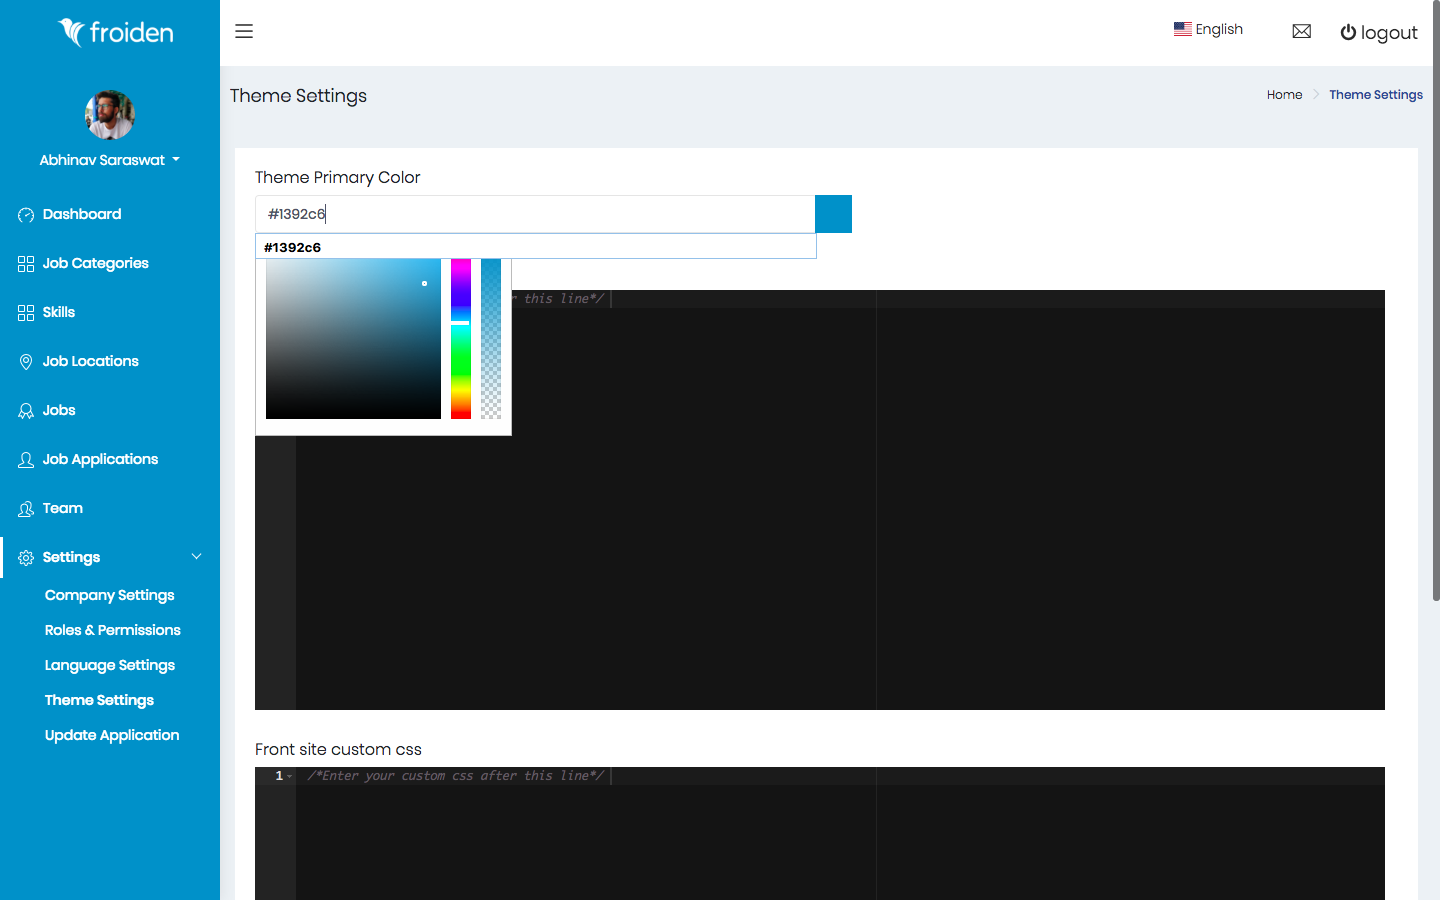 froiden
English
logout
Theme Settings
Home
Theme Settings
Abhinav Saraswat
Dashboard
Job Categories
Skills
Job Locations
Jobs
Job Applications
Team
Settings
Company Settings
Roles & Permissions
Language Settings
Theme Settings
Update Application
Theme Primary Color
#1392c6
#1392c6
this line*/
Front site custom css
1
/*Enter your custom css after this line*/